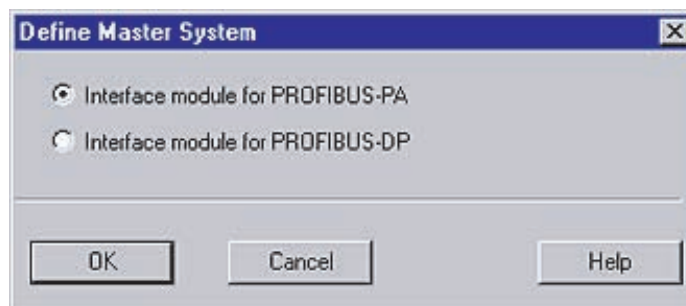 Define Master System
Interface module for PROFIBUS-PA
Interface module for PROFIBUS-DP
OK Cancel Help